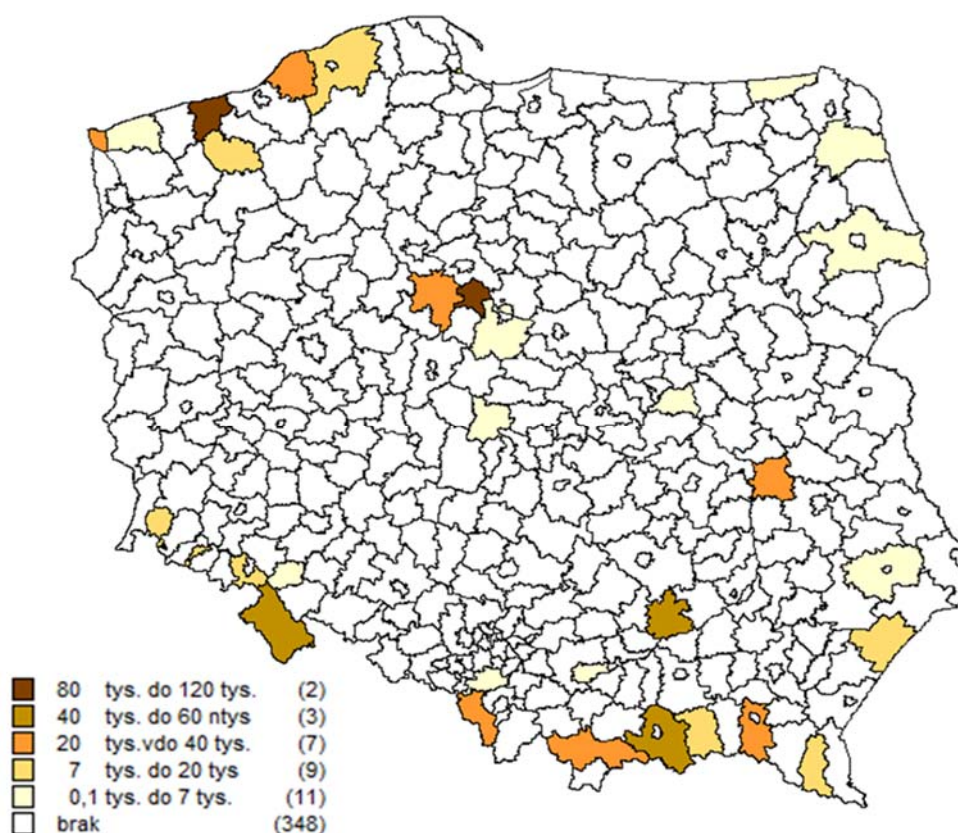 80 tys. do 120 tys. (2)
40 tys. do 60 ntys (3)
20 tys.vdo 40 tys. (7)
7 tys. do 20 tys (9)
0,1 tys. do 7 tys. (11)
brak (348)